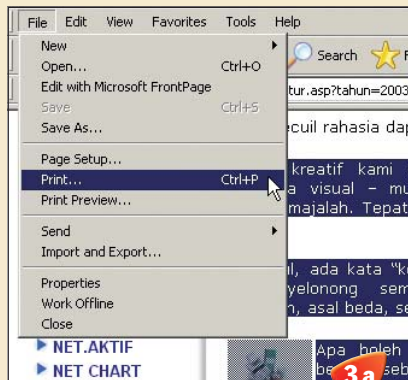 File Edit View Favorites Tools Help
New
Open... Ctrl+O
Search
Edit with Microsoft FrontPage
tur.asp?tahun=2003
Save Ctrl+S
Save As...
ecuil rahasia dap
Page Setup...
kreatif kami
Print... Ctrl+P
a visual – mu
Print Preview...
majalah. Tepat
Send
Import and Export...
ul, ada kata "k
Properties
yelonong sem
Work Offline
n, asal beda, se
Close
NET.AKTIF
Apa boleh
NET CHART
3a